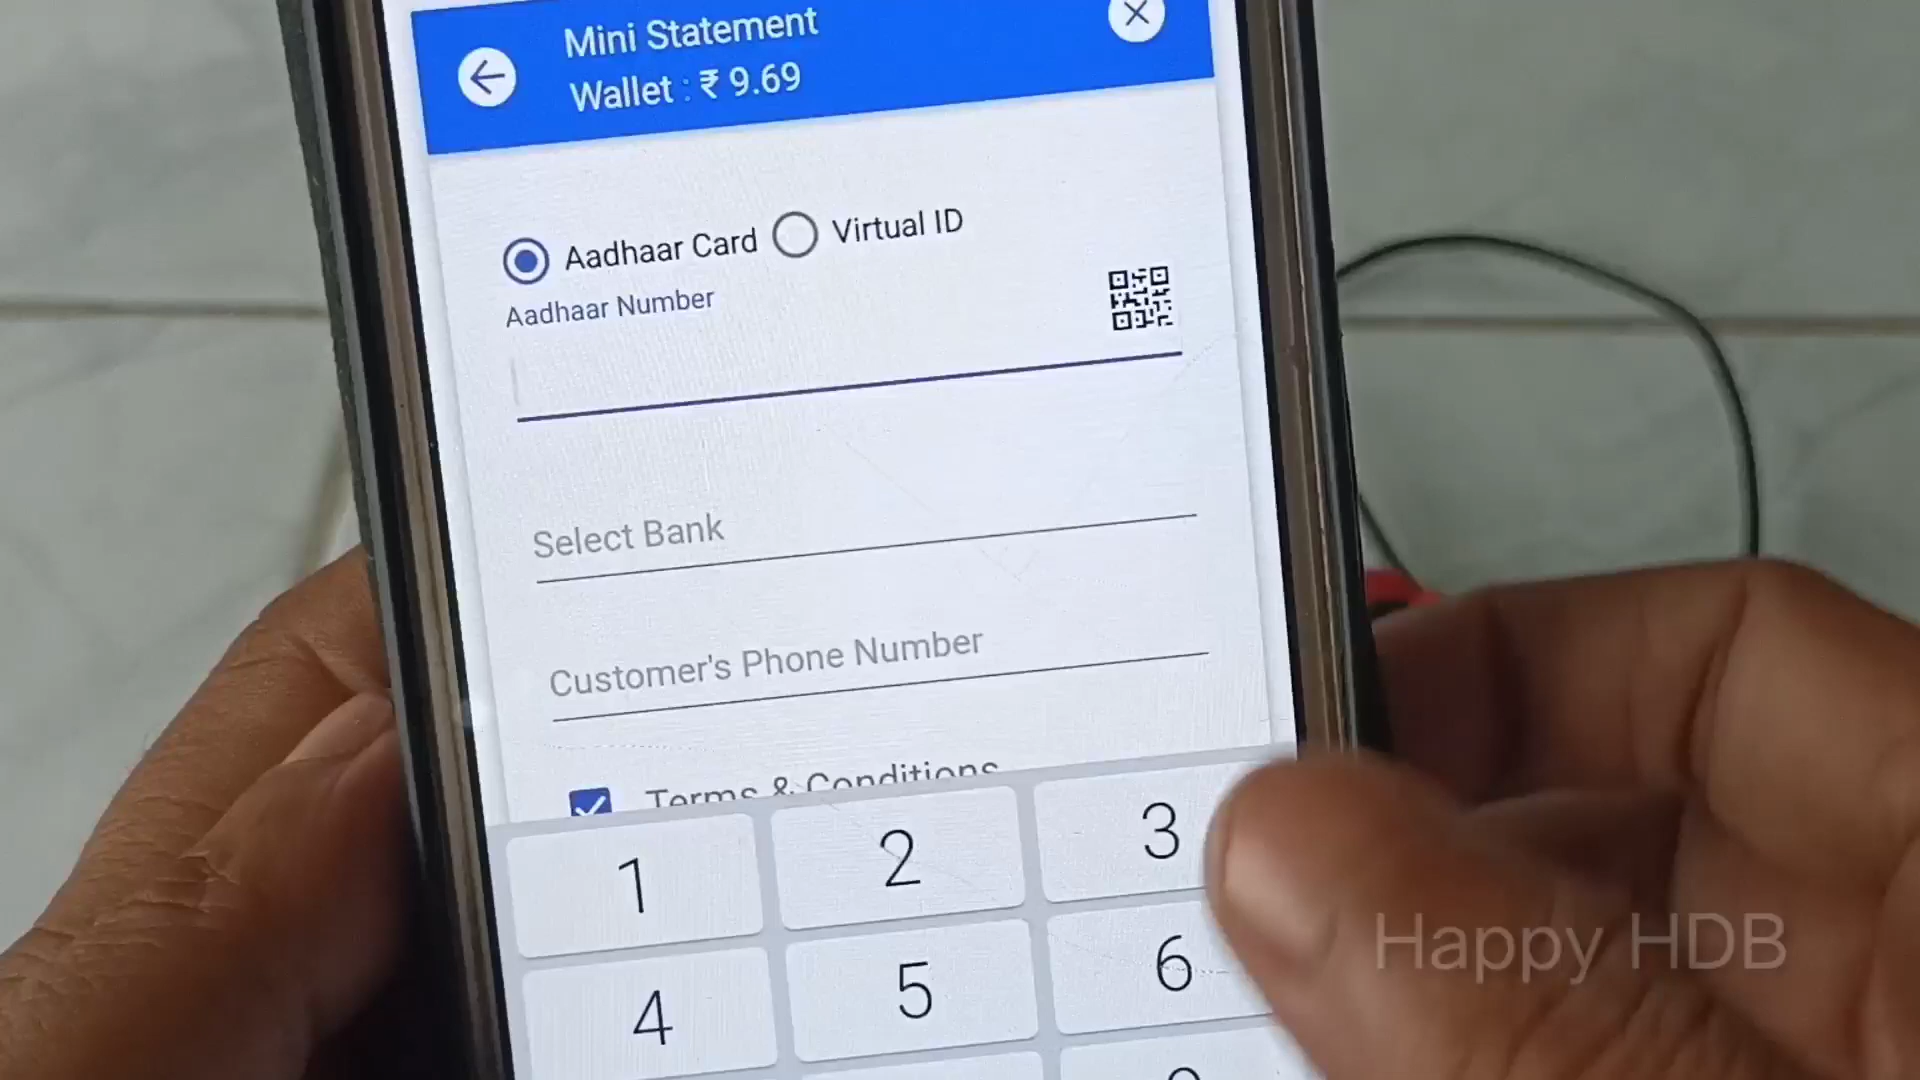 Mini Statement
Wallet : ₹ 9.69
Aadhaar Card Virtual ID
Aadhaar Number
Select Bank
Customer's Phone Number
Terms & Conditions
1 2 3
4 5 6
Happy HDB